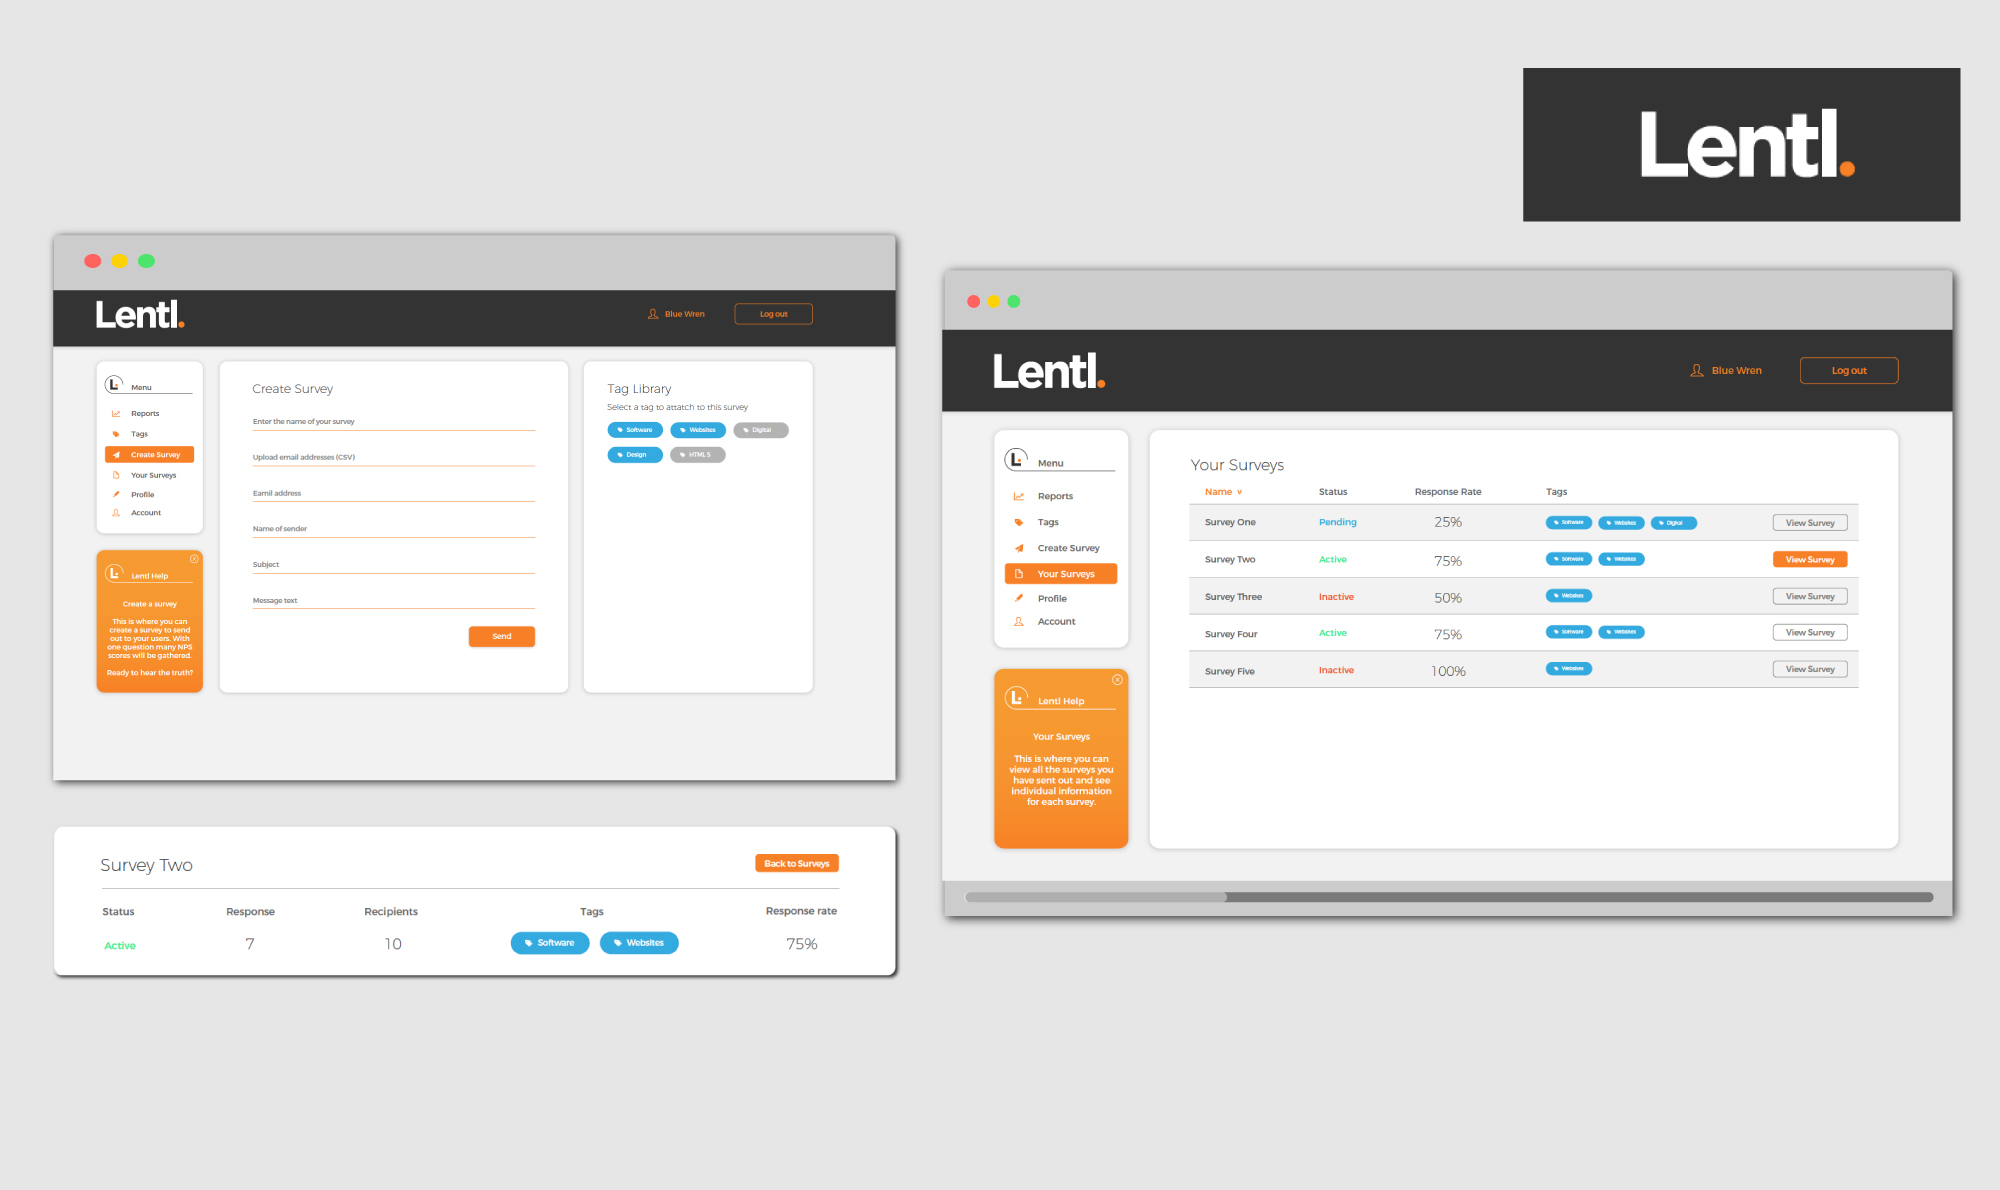 Lentl.
Lentl.
Blue Wren
Log out
Menu
Reports
Tags
Create Survey
Your Surveys
Profile
Account
Lentl Help
Create a survey
This is where you can
create a survey to send
out to your users. With
one question many NPS
scores will be gathered.
Ready to hear the truth?
Create Survey
Enter the name of your survey
Upload email addresses (CSV)
Eamil address
Name of sender
Subject
Message text
Send
Tag Library
Select a tag to attatch to this survey
Software Websites Digital
Design HTML 5
Survey Two
Back to Surveys
Status Response Recipients Tags Response rate
Active 7 10 Software Websites 75%
Lentl.
Blue Wren
Log out
Menu
Reports
Tags
Create Survey
Your Surveys
Profile
Account
Lentl Help
Your Surveys
This is where you can
view all the surveys you
have sent out and see
individual information
for each survey.
Your Surveys
Name v Status Response Rate Tags
Survey One Pending 25% Software Websites Digital View Survey
Survey Two Active 75% Software Websites View Survey
Survey Three Inactive 50% Websites View Survey
Survey Four Active 75% Software Websites View Survey
Survey Five Inactive 100% Websites View Survey